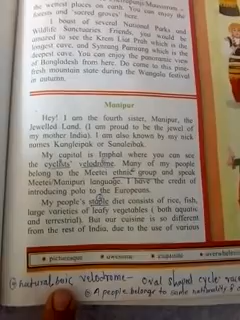 the wettest places on earth. You can enjoy the
forests and 'sacred groves' here.
I boast of several National Parks and
Wildlife Sanctuaries. Friends, you would be
amazed to see the Krem Liat Prah which is the
longest cave, and Synrang Pamiang which is the
deepest cave. You can enjoy the panoramic view
of Bangladesh from here. Do come to this pine-
fresh mountain state during the Wangala festival
in autumn.
Manipur
Hey! I am the fourth sister, Manipur, the
Jewelled Land. (I am proud to be the jewel of
my mother India). I am also known by my nick
names Kangleipak or Sanaleibak.
My capital is Imphal where you can see
the cyclists' velodrome. Many of my people
belong to the Meetei ethnic group and speak
Meetei/Manipuri language. I have the credit of
introducing polo to the Europeans.
My people's staple diet consists of rice, fish,
large varieties of leafy vegetables ( both aquatic
and terrestrial). But our cuisine is so different
from the rest of India, due to the use of various
• picturesque • awesome • exquisite
velodrome - oval shaped cycle
A people belong to same nationality